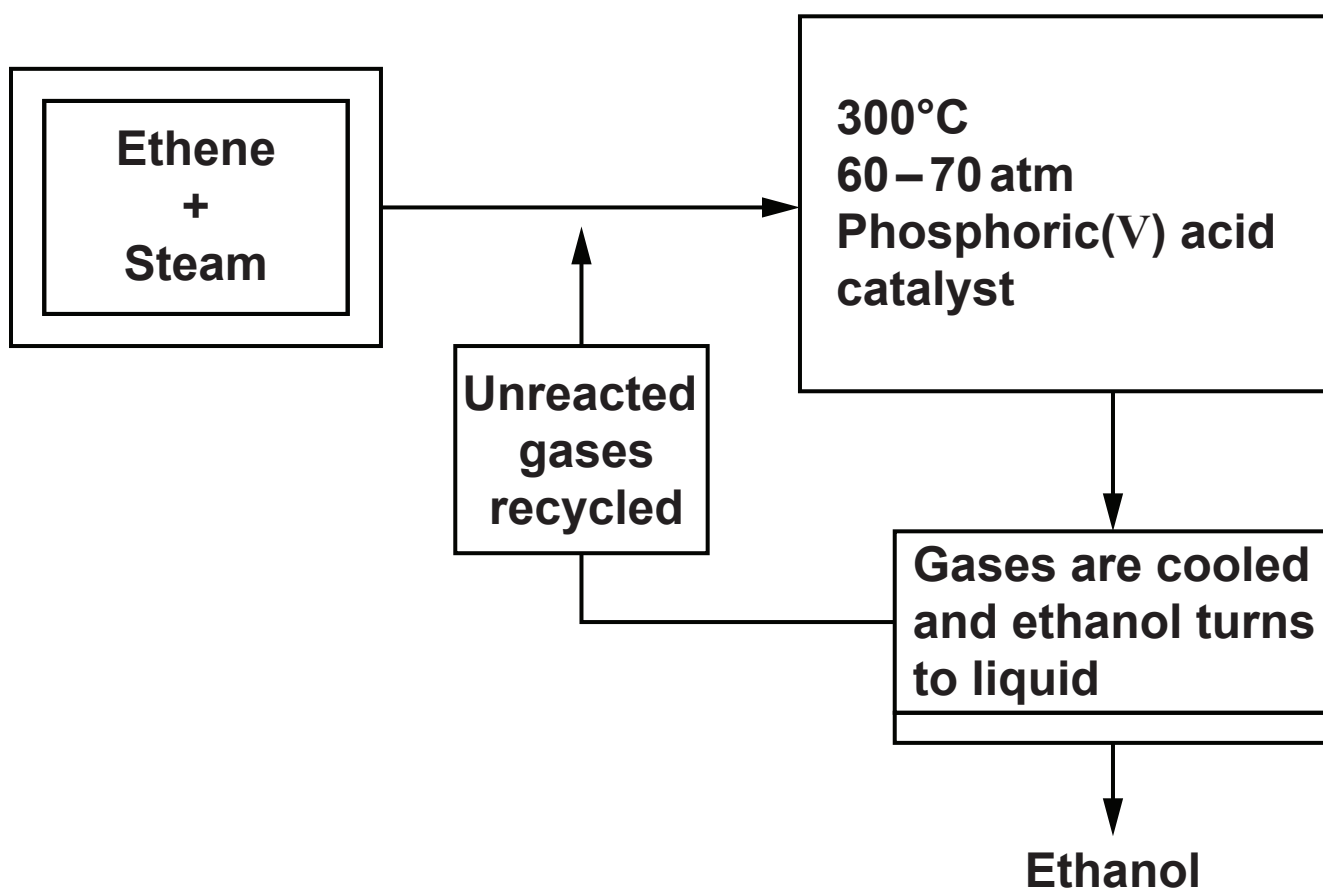 Ethene
+
Steam
300°C
60–70 atm
Phosphoric(V) acid
catalyst
Unreacted
gases
recycled
Gases are cooled
and ethanol turns
to liquid
Ethanol